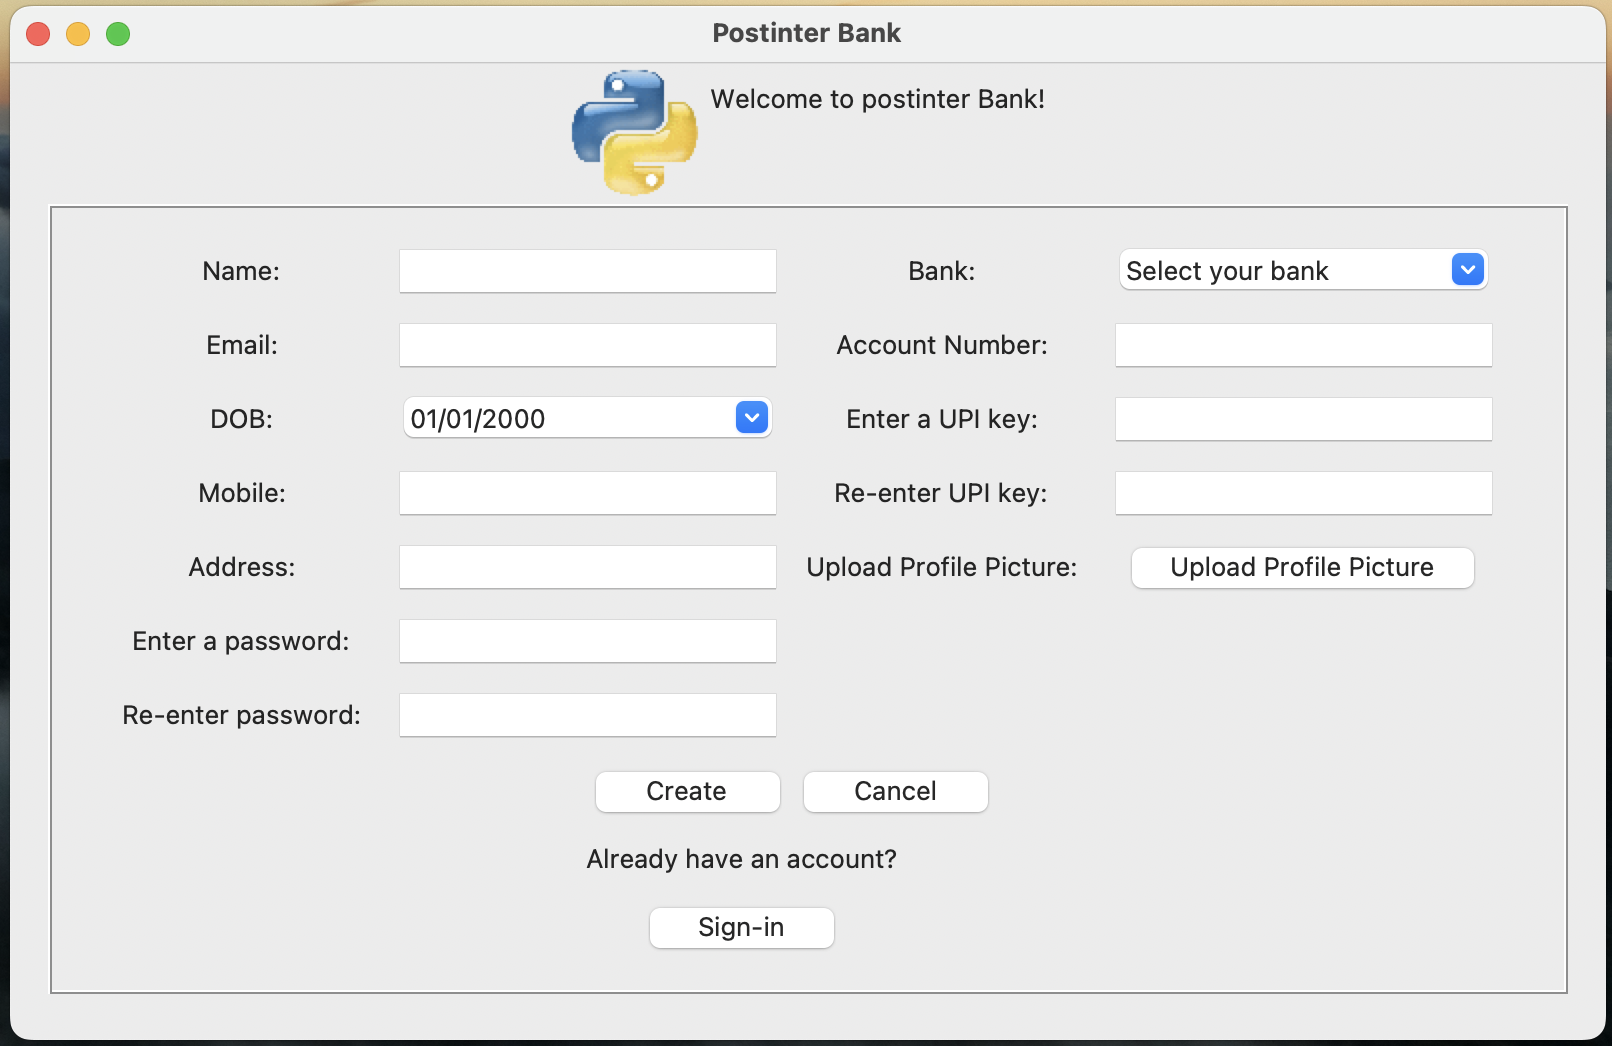 Postinter Bank
Welcome to postinter Bank!
Name:
Email:
DOB: 01/01/2000
Mobile:
Address:
Enter a password:
Re-enter password:
Bank: Select your bank
Account Number:
Enter a UPI key:
Re-enter UPI key:
Upload Profile Picture: Upload Profile Picture
Create Cancel
Already have an account?
Sign-in